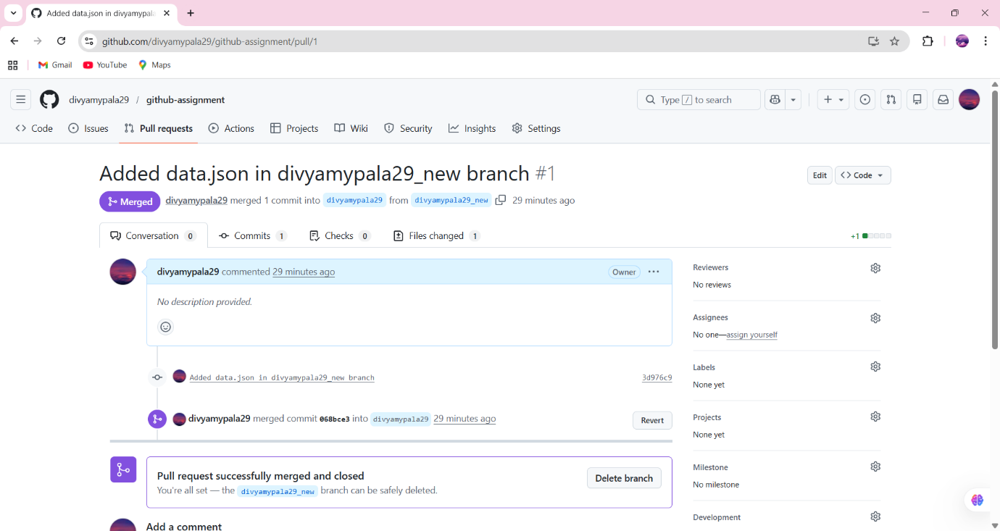 Added data.json in divyamypala
github.com/divyamypala29/github-assignment/pull/1
Gmail YouTube Maps
divyamypala29 / github-assignment Type / to search
Code Issues Pull requests Actions Projects Wiki Security Insights Settings
Added data.json in divyamypala29_new branch #1 Edit Code
Merged divyamypala29 merged 1 commit into divyamypala29 from divyamypala29_new 29 minutes ago
Conversation 0 Commits 1 Checks 0 Files changed 1 +1
divyamypala29 commented 29 minutes ago Owner
No description provided.
Added data.json in divyamypala29_new branch 3d976c9
divyamypala29 merged commit 068bce3 into divyamypala29 29 minutes ago Revert
Pull request successfully merged and closed
You're all set — the divyamypala29_new branch can be safely deleted.
Delete branch
Add a comment
Reviewers
No reviews
Assignees
No one—assign yourself
Labels
None yet
Projects
None yet
Milestone
No milestone
Development